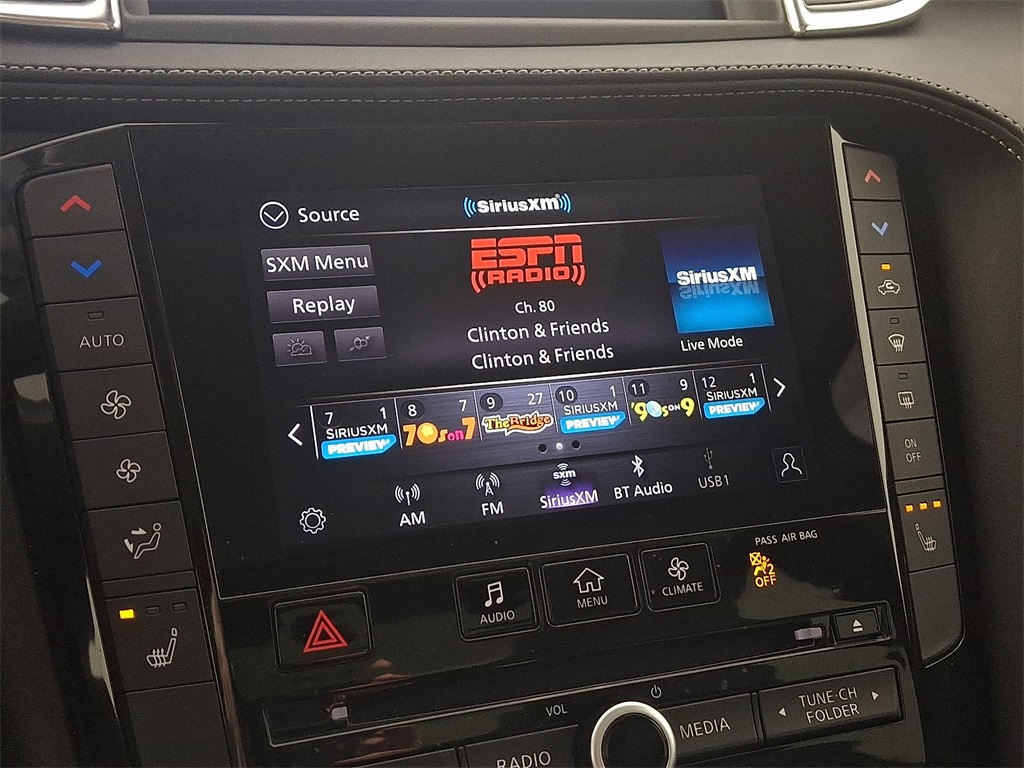 Source
((SiriusXM))
SXM Menu
Replay
ESPN
((RADIO))
Ch. 80
Clinton & Friends
Clinton & Friends
SiriusXM
Live Mode
7 1
SIRIUSXM
PREVIEW
8 7
70s on 7
9 27
The Bridge
10 1
SIRIUSXM
PREVIEW
11 9
'90s on 9
12 1
SIRIUSXM
PREVIEW
AM
FM
sxm
SiriusXM
BT Audio
USB1
AUTO
ON
OFF
PASS AIR BAG
2
OFF
AUDIO
MENU
CLIMATE
VOL
RADIO
MEDIA
TUNE·CH
FOLDER